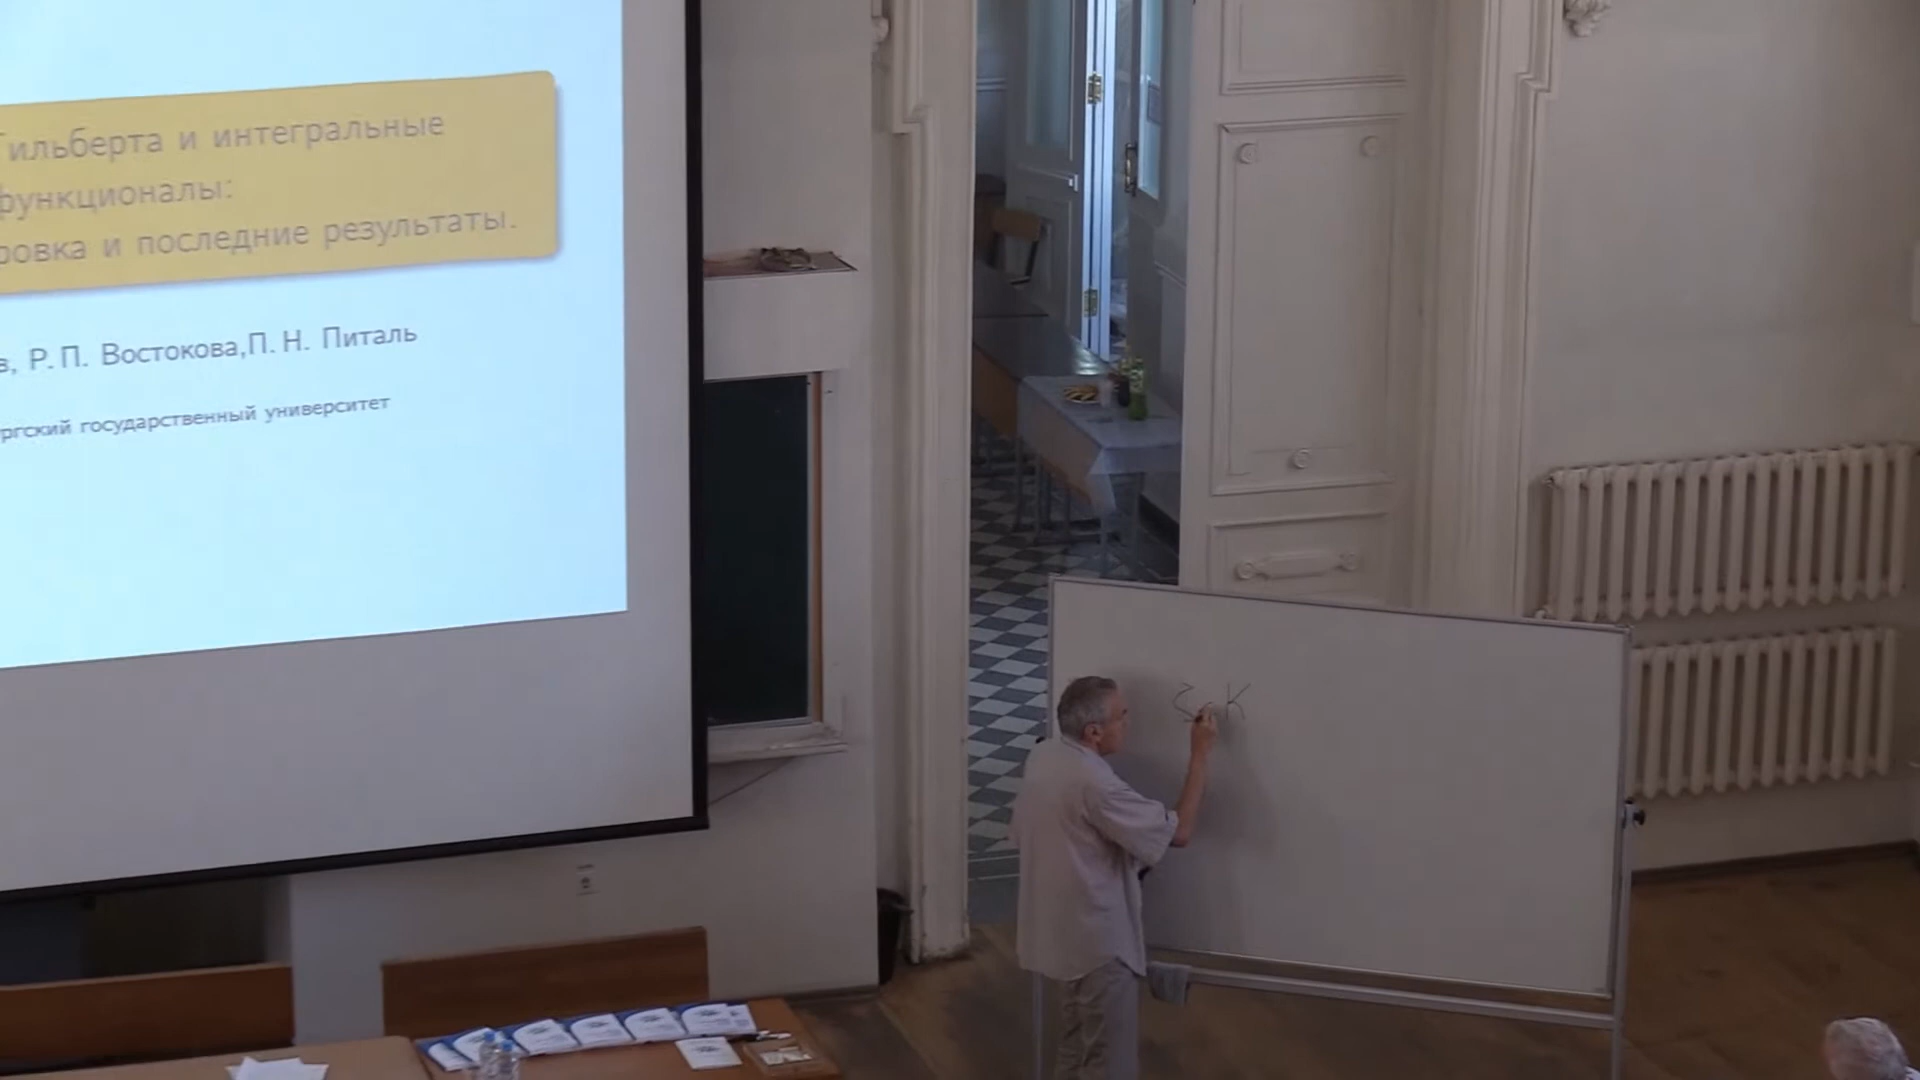 Гильберта и интегральные
функционалы:
ровка и последние результаты.
в, Р. П. Востокова,П. Н. Питаль
ргский государственный университет
K